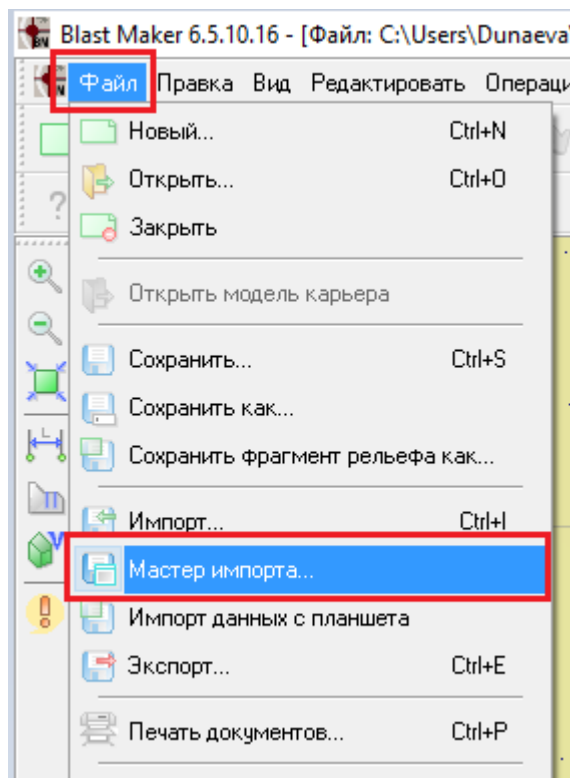 Blast Maker 6.5.10.16 - [Файл: C:\Users\Dunaeva\
Файл Правка Вид Редактировать Операци
Новый... Ctrl+N
Открыть... Ctrl+O
Закрыть
Открыть модель карьера
Сохранить... Ctrl+S
Сохранить как...
Сохранить фрагмент рельефа как...
Импорт... Ctrl+I
Мастер импорта...
Импорт данных с планшета
Экспорт... Ctrl+E
Печать документов... Ctrl+P